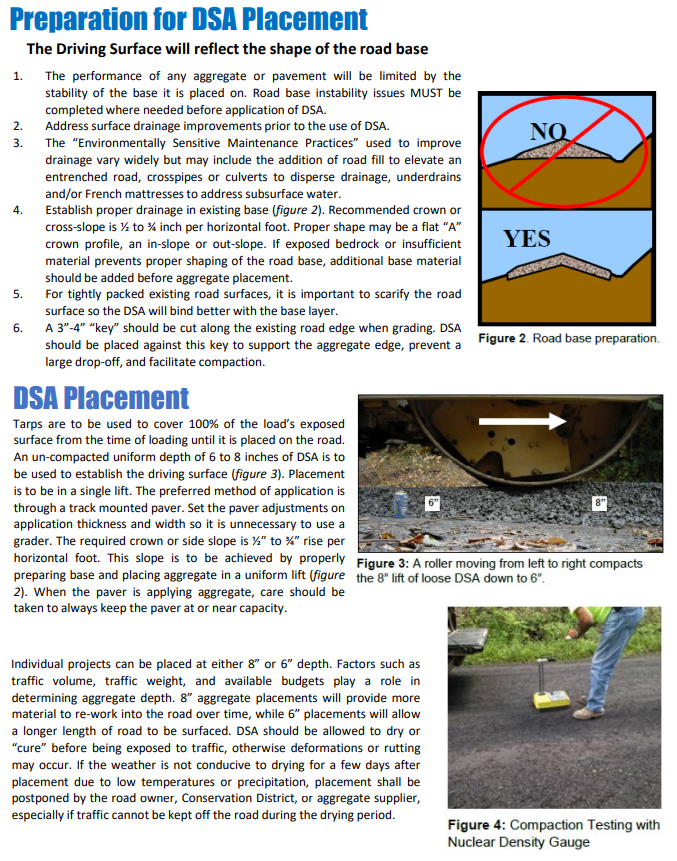 Preparation for DSA Placement
The Driving Surface will reflect the shape of the road base
1. The performance of any aggregate or pavement will be limited by the
stability of the base it is placed on. Road base instability issues MUST be
completed where needed before application of DSA.
2. Address surface drainage improvements prior to the use of DSA.
3. The “Environmentally Sensitive Maintenance Practices” used to improve
drainage vary widely but may include the addition of road fill to elevate an
entrenched road, crosspipes or culverts to disperse drainage, underdrains
and/or French mattresses to address subsurface water.
4. Establish proper drainage in existing base (figure 2). Recommended crown or
cross-slope is ½ to ¾ inch per horizontal foot. Proper shape may be a flat “A”
crown profile, an in-slope or out-slope. If exposed bedrock or insufficient
material prevents proper shaping of the road base, additional base material
should be added before aggregate placement.
5. For tightly packed existing road surfaces, it is important to scarify the road
surface so the DSA will bind better with the base layer.
6. A 3”-4” “key” should be cut along the existing road edge when grading. DSA
should be placed against this key to support the aggregate edge, prevent a
large drop-off, and facilitate compaction.
NO
YES
Figure 2. Road base preparation.
DSA Placement
Tarps are to be used to cover 100% of the load’s exposed
surface from the time of loading until it is placed on the road.
An un-compacted uniform depth of 6 to 8 inches of DSA is to
be used to establish the driving surface (figure 3). Placement
is to be in a single lift. The preferred method of application is
through a track mounted paver. Set the paver adjustments on
application thickness and width so it is unnecessary to use a
grader. The required crown or side slope is ½” to ¾” rise per
horizontal foot. This slope is to be achieved by properly
preparing base and placing aggregate in a uniform lift (figure
2). When the paver is applying aggregate, care should be
taken to always keep the paver at or near capacity.
6"
8"
Figure 3: A roller moving from left to right compacts
the 8" lift of loose DSA down to 6".
Individual projects can be placed at either 8” or 6” depth. Factors such as
traffic volume, traffic weight, and available budgets play a role in
determining aggregate depth. 8” aggregate placements will provide more
material to re-work into the road over time, while 6” placements will allow
a longer length of road to be surfaced. DSA should be allowed to dry or
“cure” before being exposed to traffic, otherwise deformations or rutting
may occur. If the weather is not conducive to drying for a few days after
placement due to low temperatures or precipitation, placement shall be
postponed by the road owner, Conservation District, or aggregate supplier,
especially if traffic cannot be kept off the road during the drying period.
Figure 4: Compaction Testing with
Nuclear Density Gauge